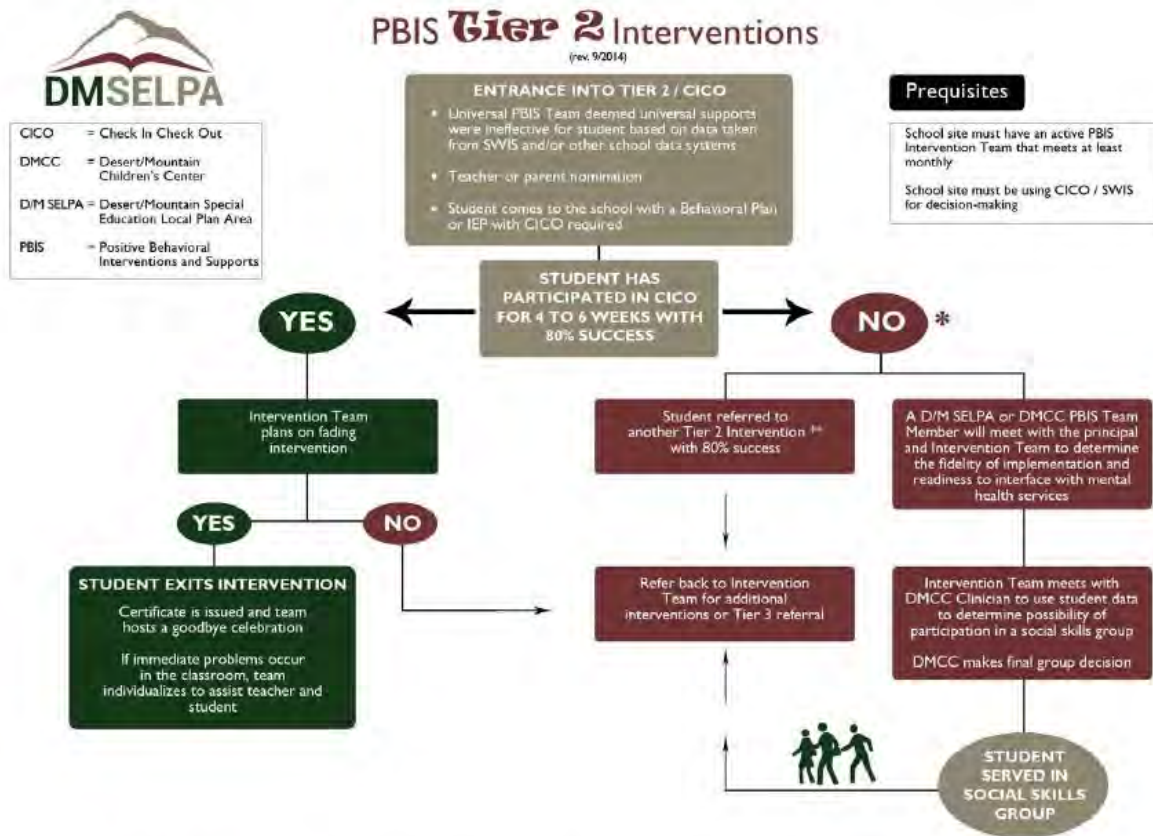 DMSELPA
PBIS Tier 2 Interventions
(rev. 9/2014)
CICO = Check In Check Out
DMCC = Desert/Mountain
Children's Center
D/M SELPA = Desert/Mountain Special
Education Local Plan Area
PBIS = Positive Behavioral
Interventions and Supports
ENTRANCE INTO TIER 2 / CICO
• Universal PBIS Team deemed universal supports
were ineffective for student based on data taken
from SWIS and/or other school data systems
• Teacher or parent nomination
• Student comes to the school with a Behavioral Plan
or IEP with CICO required
Prequisites
School site must have an active PBIS
Intervention Team that meets at least
monthly
School site must be using CICO / SWIS
for decision-making
STUDENT HAS
PARTICIPATED IN CICO
FOR 4 TO 6 WEEKS WITH
80% SUCCESS
YES
NO *
Intervention Team
plans on fading
intervention
Student referred to
another Tier 2 Intervention **
with 80% success
A D/M SELPA or DMCC PBIS Team
Member will meet with the principal
and Intervention Team to determine
the fidelity of implementation and
readiness to interface with mental
health services
YES
NO
STUDENT EXITS INTERVENTION
Certificate is issued and team
hosts a goodbye celebration
If immediate problems occur
in the classroom, team
individualizes to assist teacher and
student
Refer back to Intervention
Team for additional
interventions or Tier 3 referral
Intervention Team meets with
DMCC Clinician to use student data
to determine possibility of
participation in a social skills group
DMCC makes final group decision
STUDENT
SERVED IN
SOCIAL SKILLS
GROUP